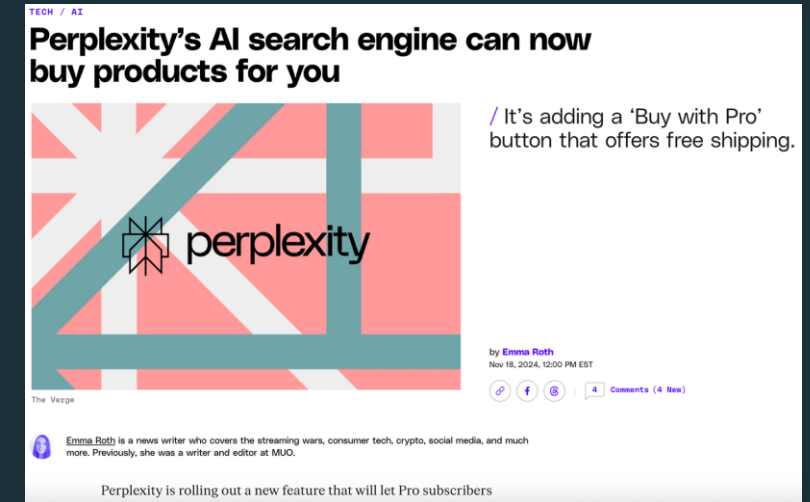 TECH / AI
Perplexity's AI search engine can now
buy products for you
/ It's adding a ‘Buy with Pro’
button that offers free shipping.
perplexity
by Emma Roth
Nov 18, 2024, 12:00 PM EST
4 Comments (4 New)
The Verge
Emma Roth is a news writer who covers the streaming wars, consumer tech, crypto, social media, and much
more. Previously, she was a writer and editor at MUO.
Perplexity is rolling out a new feature that will let Pro subscribers